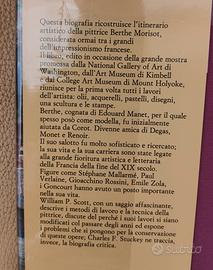 Questa biografia ricostruisce l'itinerario
artistico della pittrice Berthe Morisot,
considerata ormai tra i grandi
dell'impressionismo francese.
Il libro, edito in occasione della grande mostra
promossa dalla National Gallery of Art di
Washington, dall'Art Museum di Kimbell e
dal College Art Museum di Mount Holyoke,
riunisce per la prima volta tutti i lavori
dell'artista: olii, acquerelli, pastelli, disegni,
una scultura e le stampe.
Berthe, cognata di Edouard Manet, per il quale
spesso posò come modella, fu inizialmente
aiutata da Corot. Divenne amica di Degas,
Monet e Renoir.
Il suo salotto fu molto sofisticato e ricercato;
la sua vita e la sua carriera sono state legate
alla grande fioritura artistica e letteraria
della Francia della fine del XIX secolo.
Figure come Stéphane Mallarmé, Paul
Verlaine, Gioacchino Rossini, Emile Zola,
i Goncourt hanno avuto un posto importante
nella sua vita.
William P. Scott, con un saggio affascinante,
descrive i metodi di lavoro e la tecnica della
pittrice, discute del perché i suoi lavori si siano
modificati col passare degli anni ed espone
i problemi che si pongono per la conservazione
di queste opere; Charles F. Stuckey ne traccia,
invece, la biografia critica.
subito